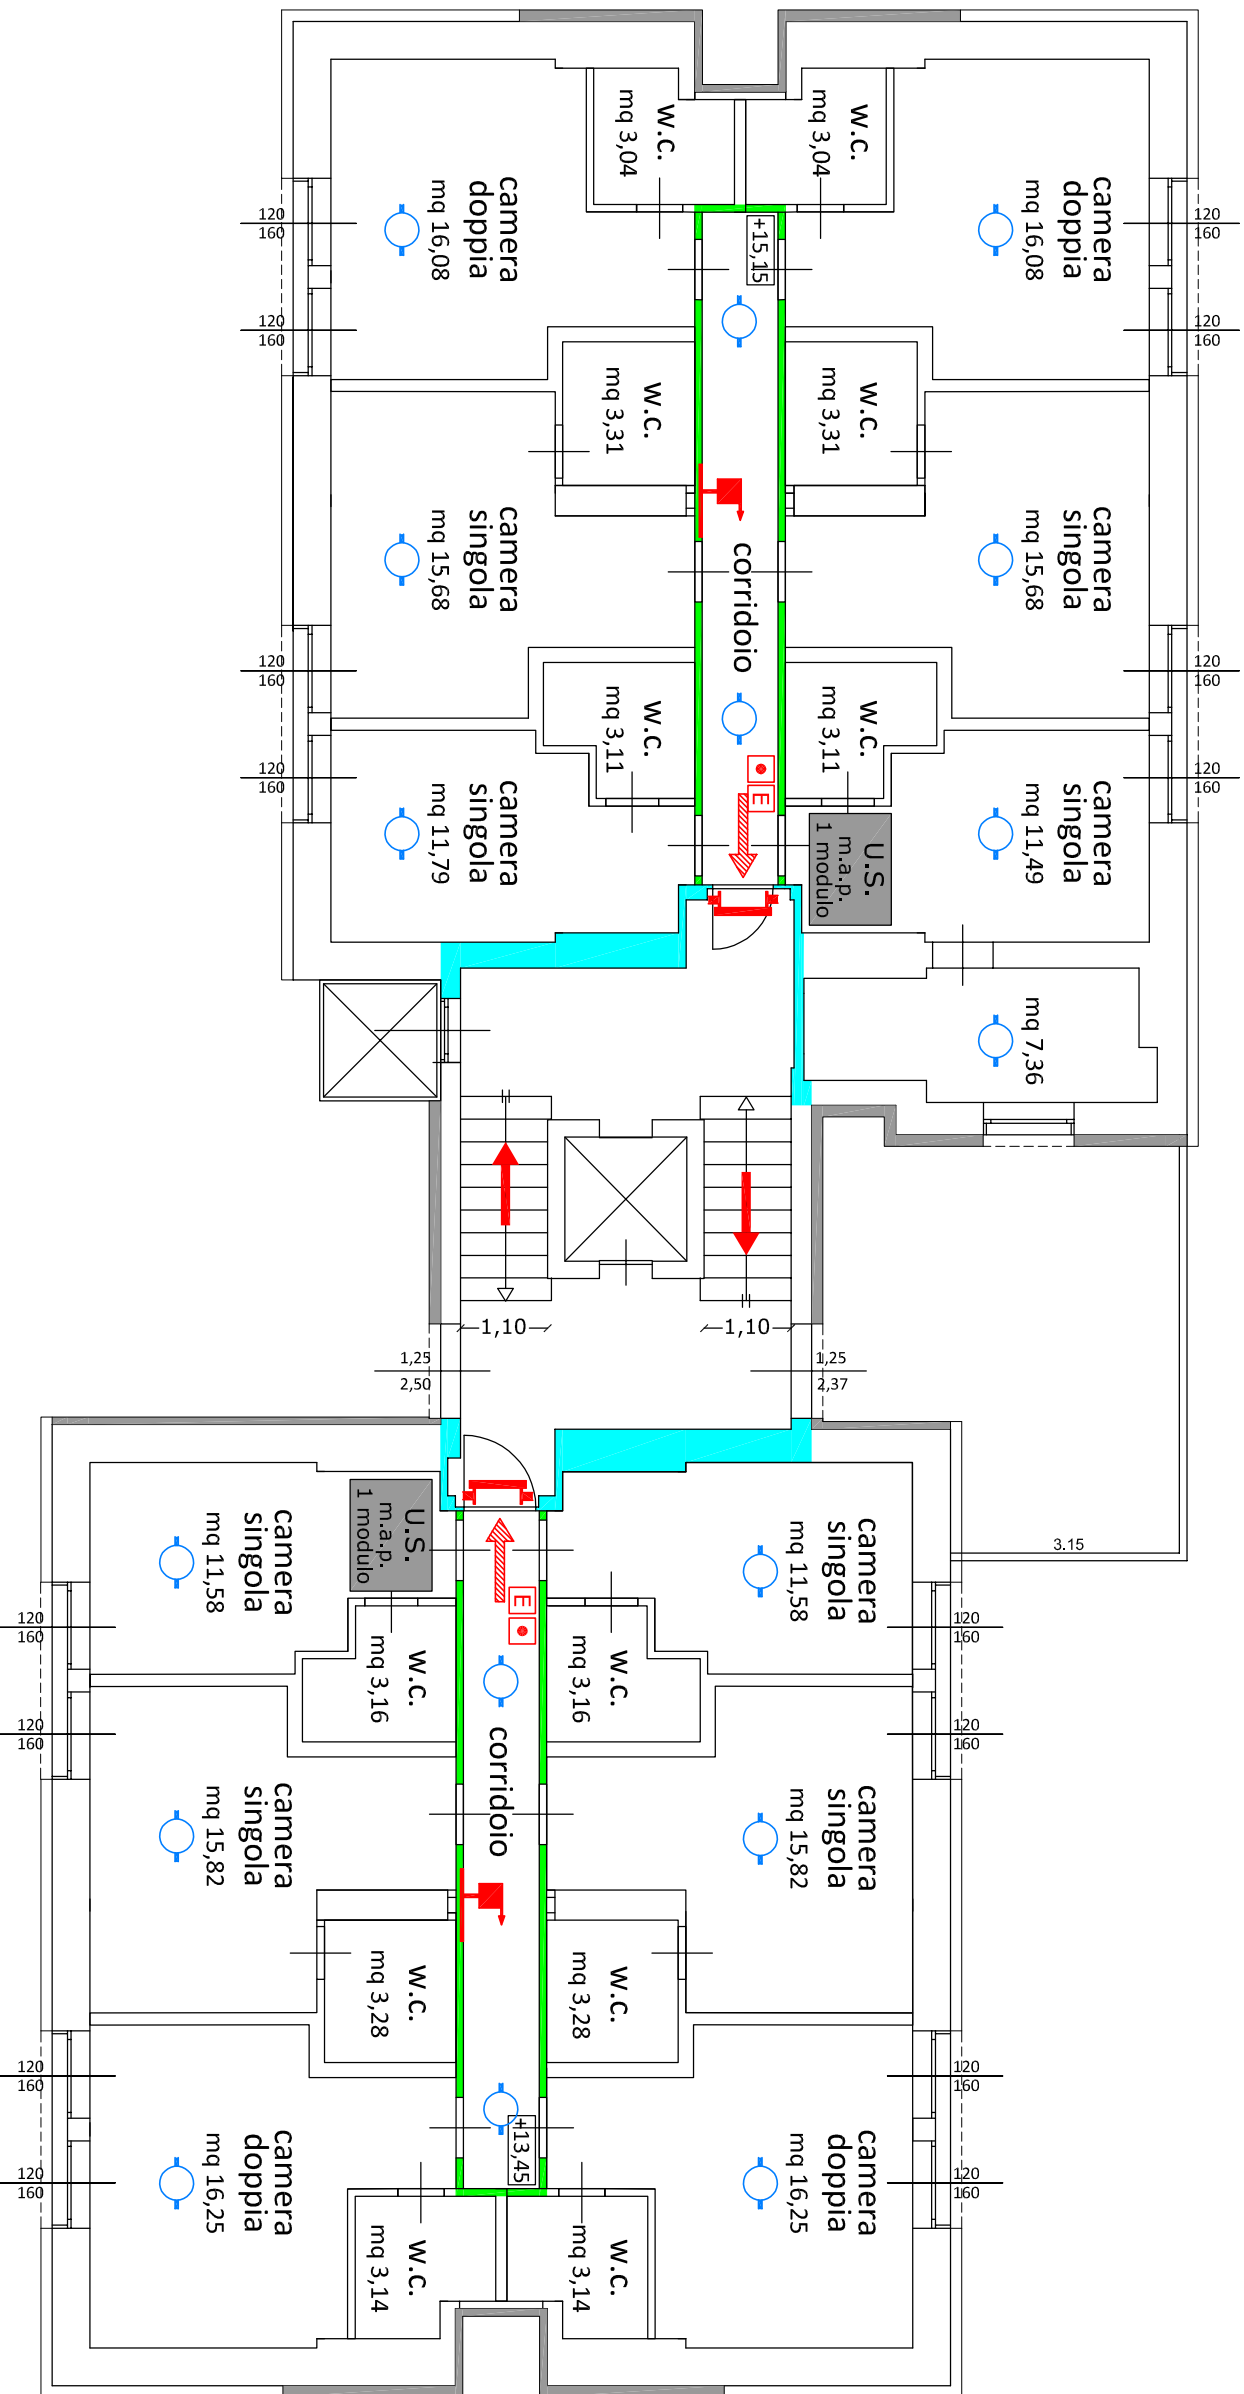 w.c.
mq 3,04
w.c.
mq 3,04
camera
doppia
mq 16,08
camera
doppia
mq 16,08
120
160
120
160
+15,15
120
160
120
160
w.c.
mq 3,31
w.c.
mq 3,31
camera
singola
mq 15,68
corridoio
camera
singola
mq 15,68
120
160
120
160
w.c.
mq 3,11
w.c.
mq 3,11
120
160
120
160
camera
singola
mq 11,79
E
U.S.
m.a.p.
1 modulo
camera
singola
mq 11,49
mq 7,36
1,10
1,10
1,25
2,50
1,25
2,37
3.15
camera
singola
mq 11,58
U.S.
m.a.p.
1 modulo
camera
singola
mq 11,58
E
120
160
120
160
w.c.
mq 3,16
w.c.
mq 3,16
120
160
120
160
corridoio
camera
singola
mq 15,82
camera
singola
mq 15,82
w.c.
mq 3,28
w.c.
mq 3,28
120
160
120
160
+13,45
camera
doppia
mq 16,25
camera
doppia
mq 16,25
120
160
120
160
w.c.
mq 3,14
w.c.
mq 3,14